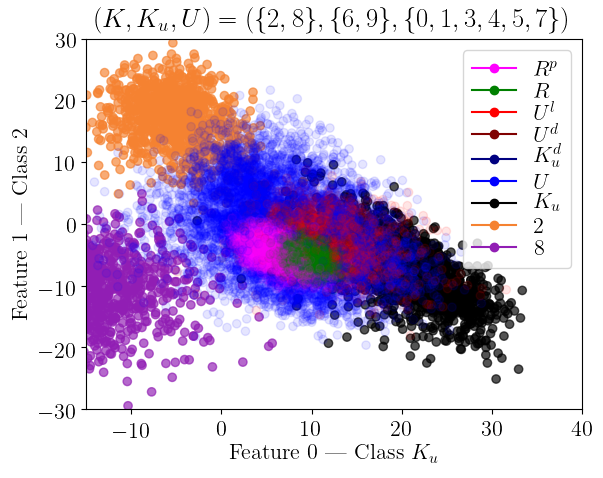 (K, K_u, U) = ({2, 8}, {6, 9}, {0, 1, 3, 4, 5, 7})
Feature 1 — Class 2
30
20
10
0
−10
−20
−30
R^p
R
U^l
U^d
K_u^d
U
K_u
2
8
−10
0
10
20
30
40
Feature 0 — Class K_u